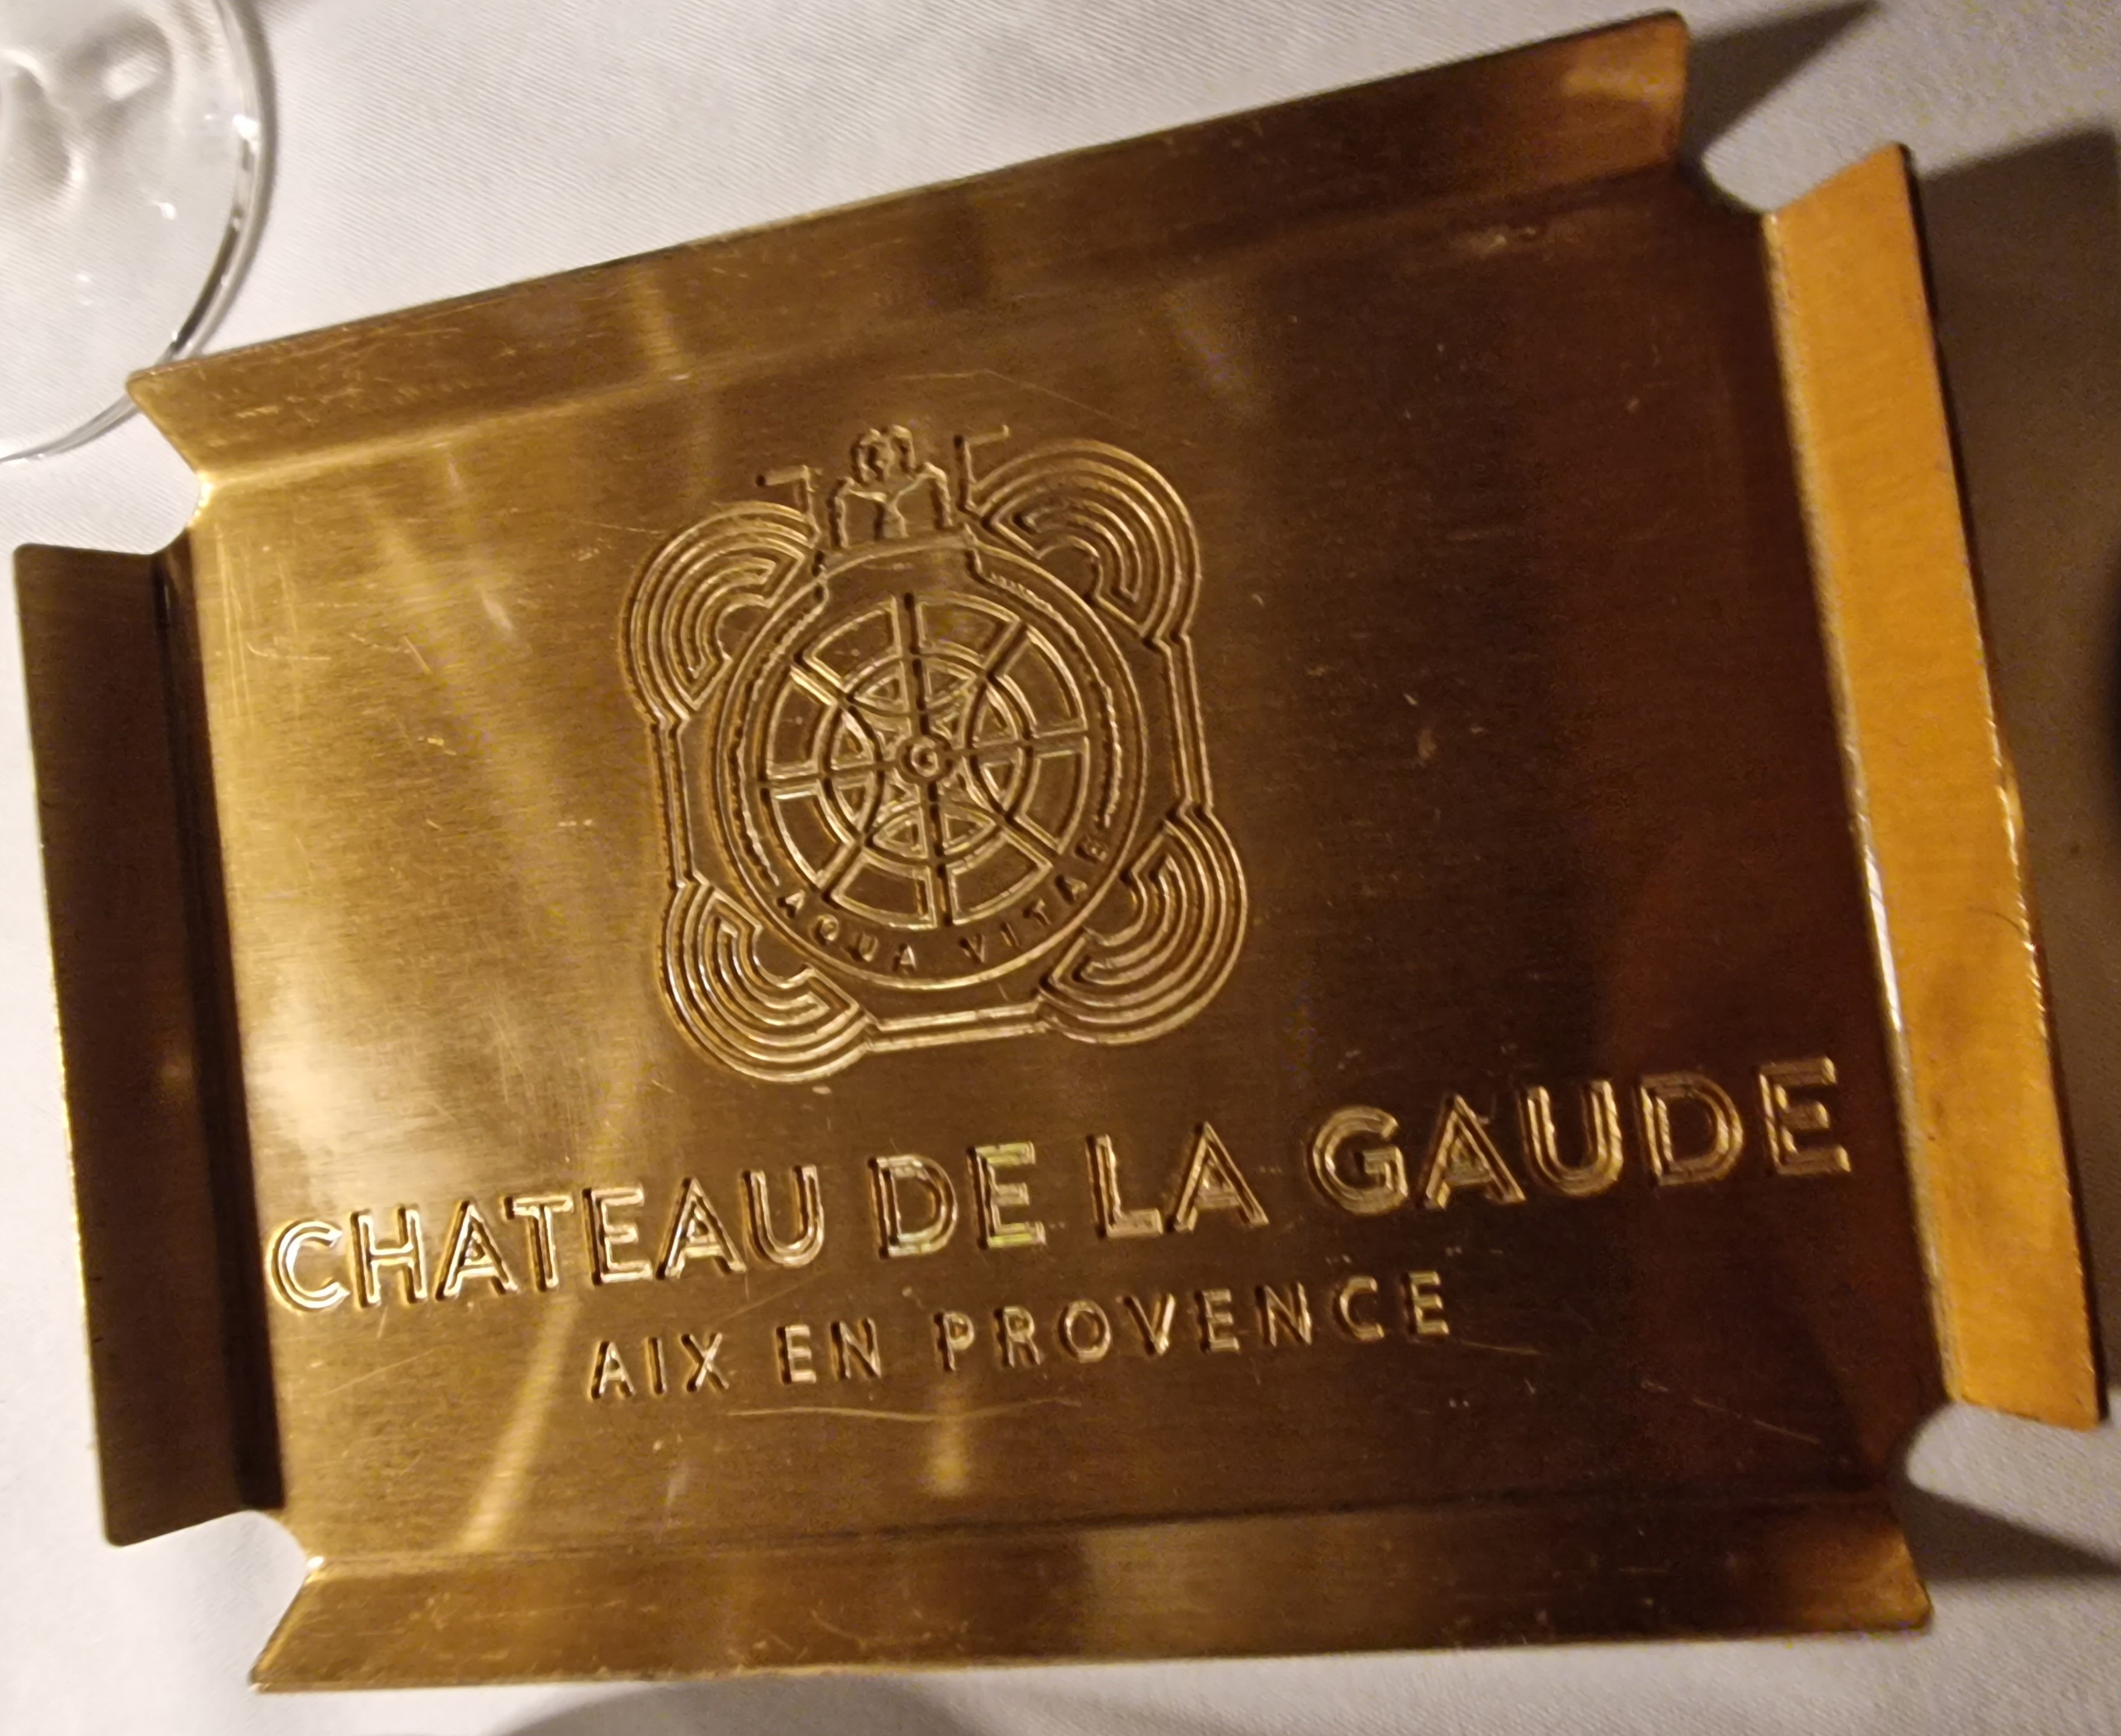 AQUA VITAE
CHATEAU DE LA GAUDE
AIX EN PROVENCE